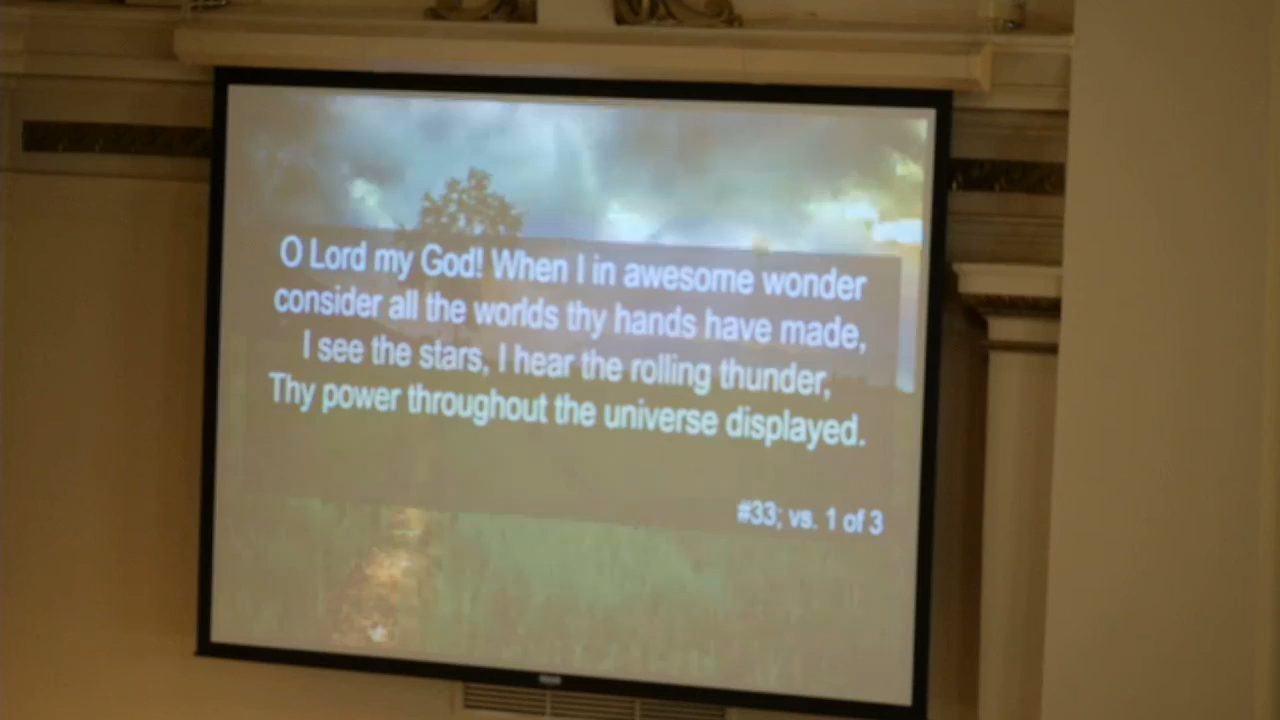 O Lord my God! When I in awesome wonder
consider all the worlds thy hands have made,
I see the stars, I hear the rolling thunder,
Thy power throughout the universe displayed.
#33; vs. 1 of 3